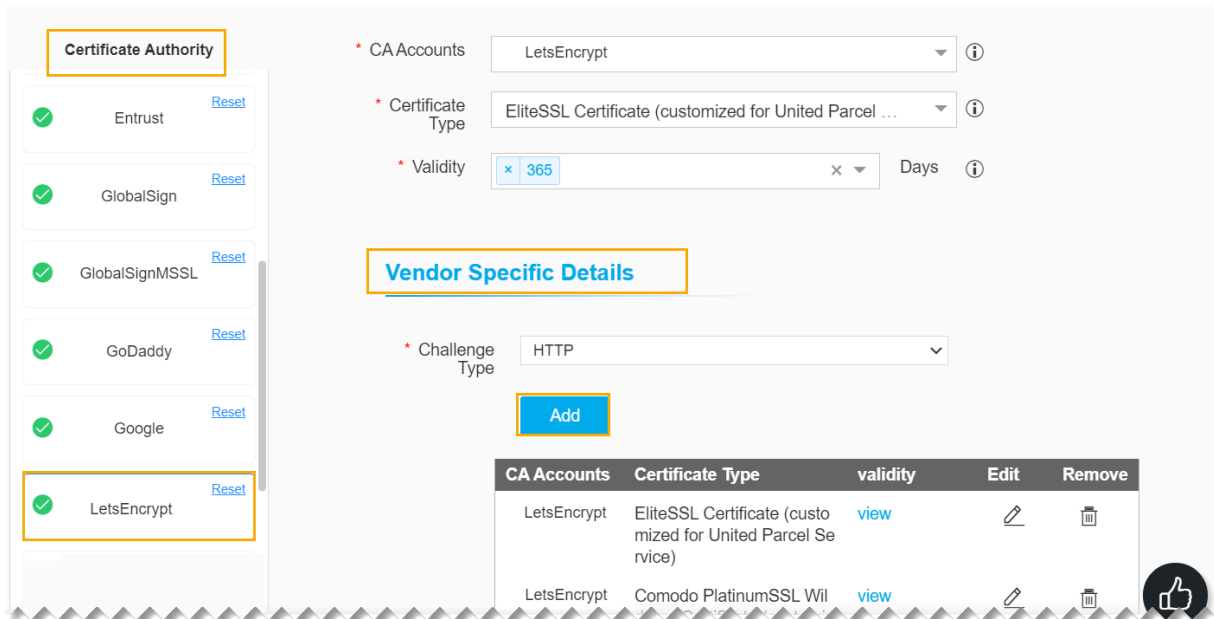 Certificate Authority
Reset
Entrust
Reset
GlobalSign
Reset
GlobalSignMSSL
Reset
GoDaddy
Reset
Google
Reset
LetsEncrypt
* CA Accounts
LetsEncrypt
* Certificate
Type
EliteSSL Certificate (customized for United Parcel ...
* Validity
× 365
Days
Vendor Specific Details
* Challenge
Type
HTTP
Add
CA Accounts Certificate Type validity Edit Remove
LetsEncrypt EliteSSL Certificate (custo view
mized for United Parcel Se
rvice)
LetsEncrypt Comodo PlatinumSSL Wil view